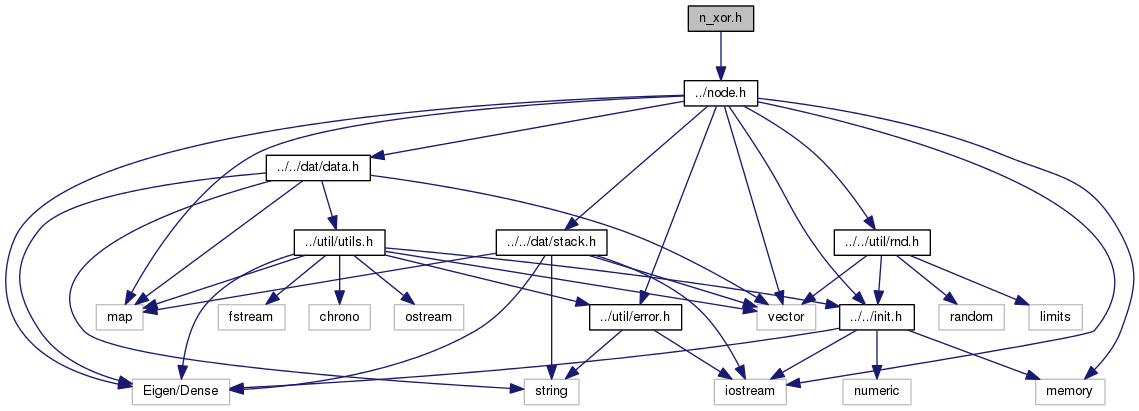 n_xor.h
../node.h
../../dat/data.h
../util/utils.h
../../dat/stack.h
../../util/rnd.h
map
fstream
chrono
ostream
../util/error.h
vector
../../init.h
random
limits
Eigen/Dense
string
iostream
numeric
memory